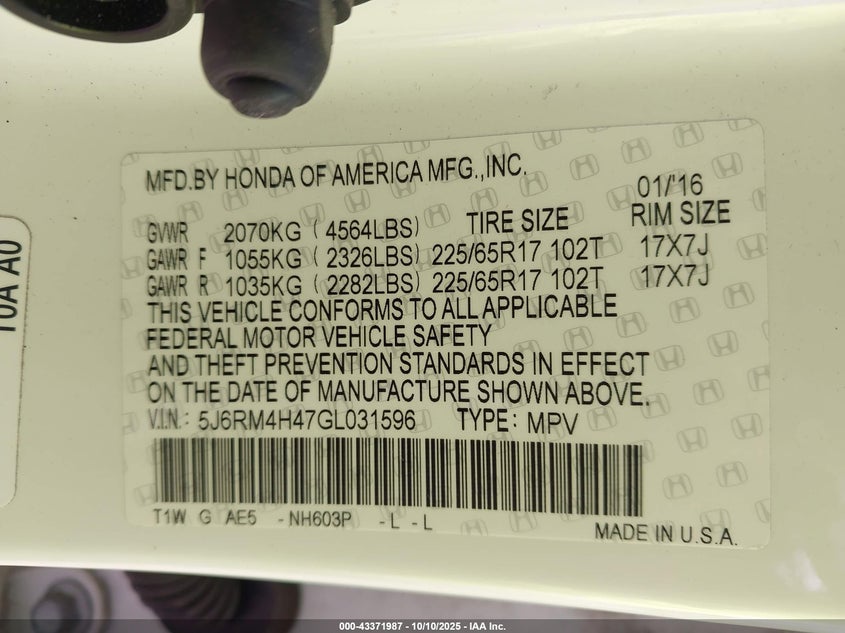 MFD.BY HONDA OF AMERICA MFG.,INC. 01/'16
GVWR 2070KG (4564LBS) TIRE SIZE RIM SIZE
GAWR F 1055KG (2326LBS) 225/65R17 102T 17X7J
GAWR R 1035KG (2282LBS) 225/65R17 102T 17X7J
THIS VEHICLE CONFORMS TO ALL APPLICABLE
FEDERAL MOTOR VEHICLE SAFETY
AND THEFT PREVENTION STANDARDS IN EFFECT
ON THE DATE OF MANUFACTURE SHOWN ABOVE.
V.I.N.: 5J6RM4H47GL031596 TYPE: MPV
T1W G AE5 -NH603P -L -L
MADE IN U.S.A.
10A A0
000-43371987 - 10/10/2025 - IAA Inc.